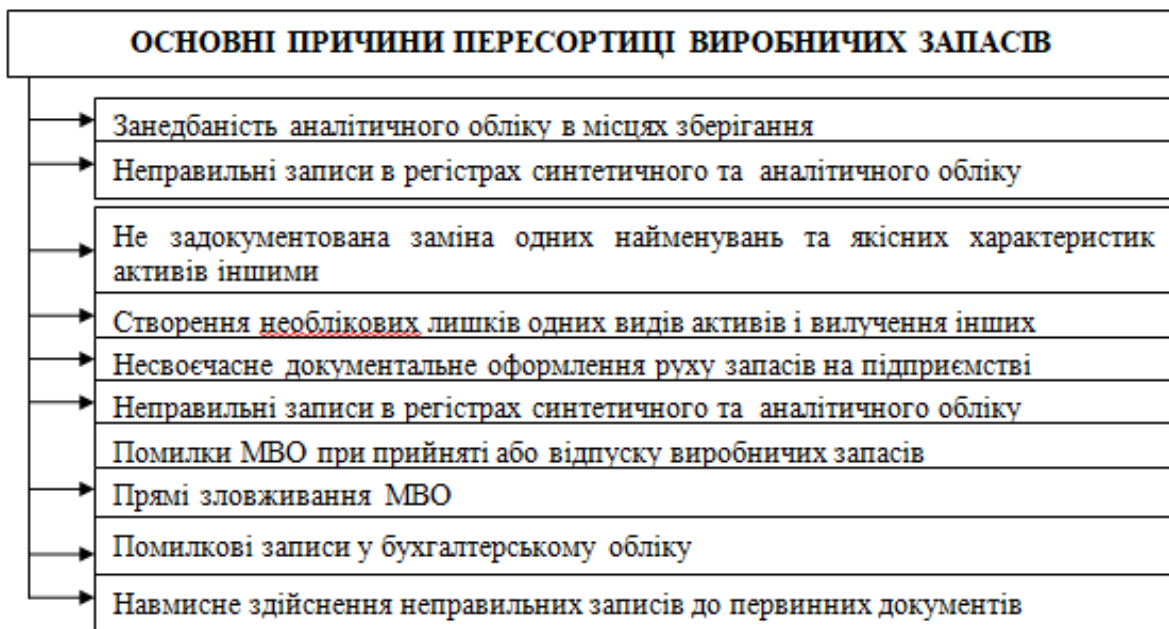 ОСНОВНІ ПРИЧИНИ ПЕРЕСОРТИЦІ ВИРОБНИЧИХ ЗАПАСІВ
Занедбаність аналітичного обліку в місцях зберігання
Неправильні записи в регістрах синтетичного та аналітичного обліку
Не задокументована заміна одних найменувань та якісних характеристик
активів іншими
Створення необлікових лишків одних видів активів і вилучення інших
Несвоєчасне документальне оформлення руху запасів на підприємстві
Неправильні записи в регістрах синтетичного та аналітичного обліку
Помилки МВО при прийняті або відпуску виробничих запасів
Прямі зловживання МВО
Помилкові записи у бухгалтерському обліку
Навмисне здійснення неправильних записів до первинних документів